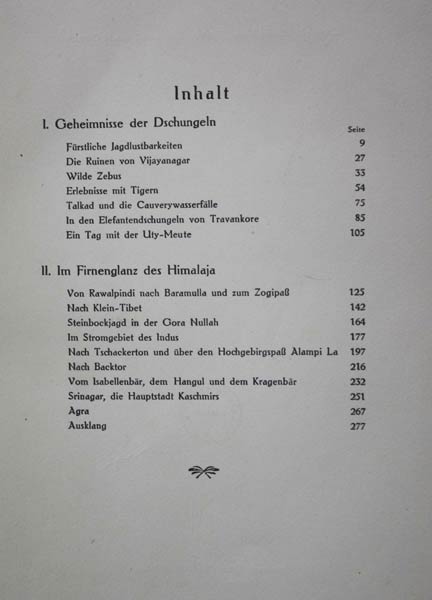 Inhalt
I. Geheimnisse der Dschungeln
Seite
Fürstliche Jagdlustbarkeiten 9
Die Ruinen von Vijayanagar 27
Wilde Zebus 33
Erlebnisse mit Tigern 54
Talkad und die Cauverywasserfälle 75
In den Elefantendschungeln von Travankore 85
Ein Tag mit der Uty-Meute 105
II. Im Firnenglanz des Himalaja
Von Rawalpindi nach Baramulla und zum Zogipaß 125
Nach Klein-Tibet 142
Steinbockjagd in der Gora Nullah 164
Im Stromgebiet des Indus 177
Nach Tschackerton und über den Hochgebirgspaß Alampi La 197
Nach Backtor 216
Vom Isabellenbär, dem Hangul und dem Kragenbär 232
Srinagar, die Hauptstadt Kaschmirs 251
Agra 267
Ausklang 277